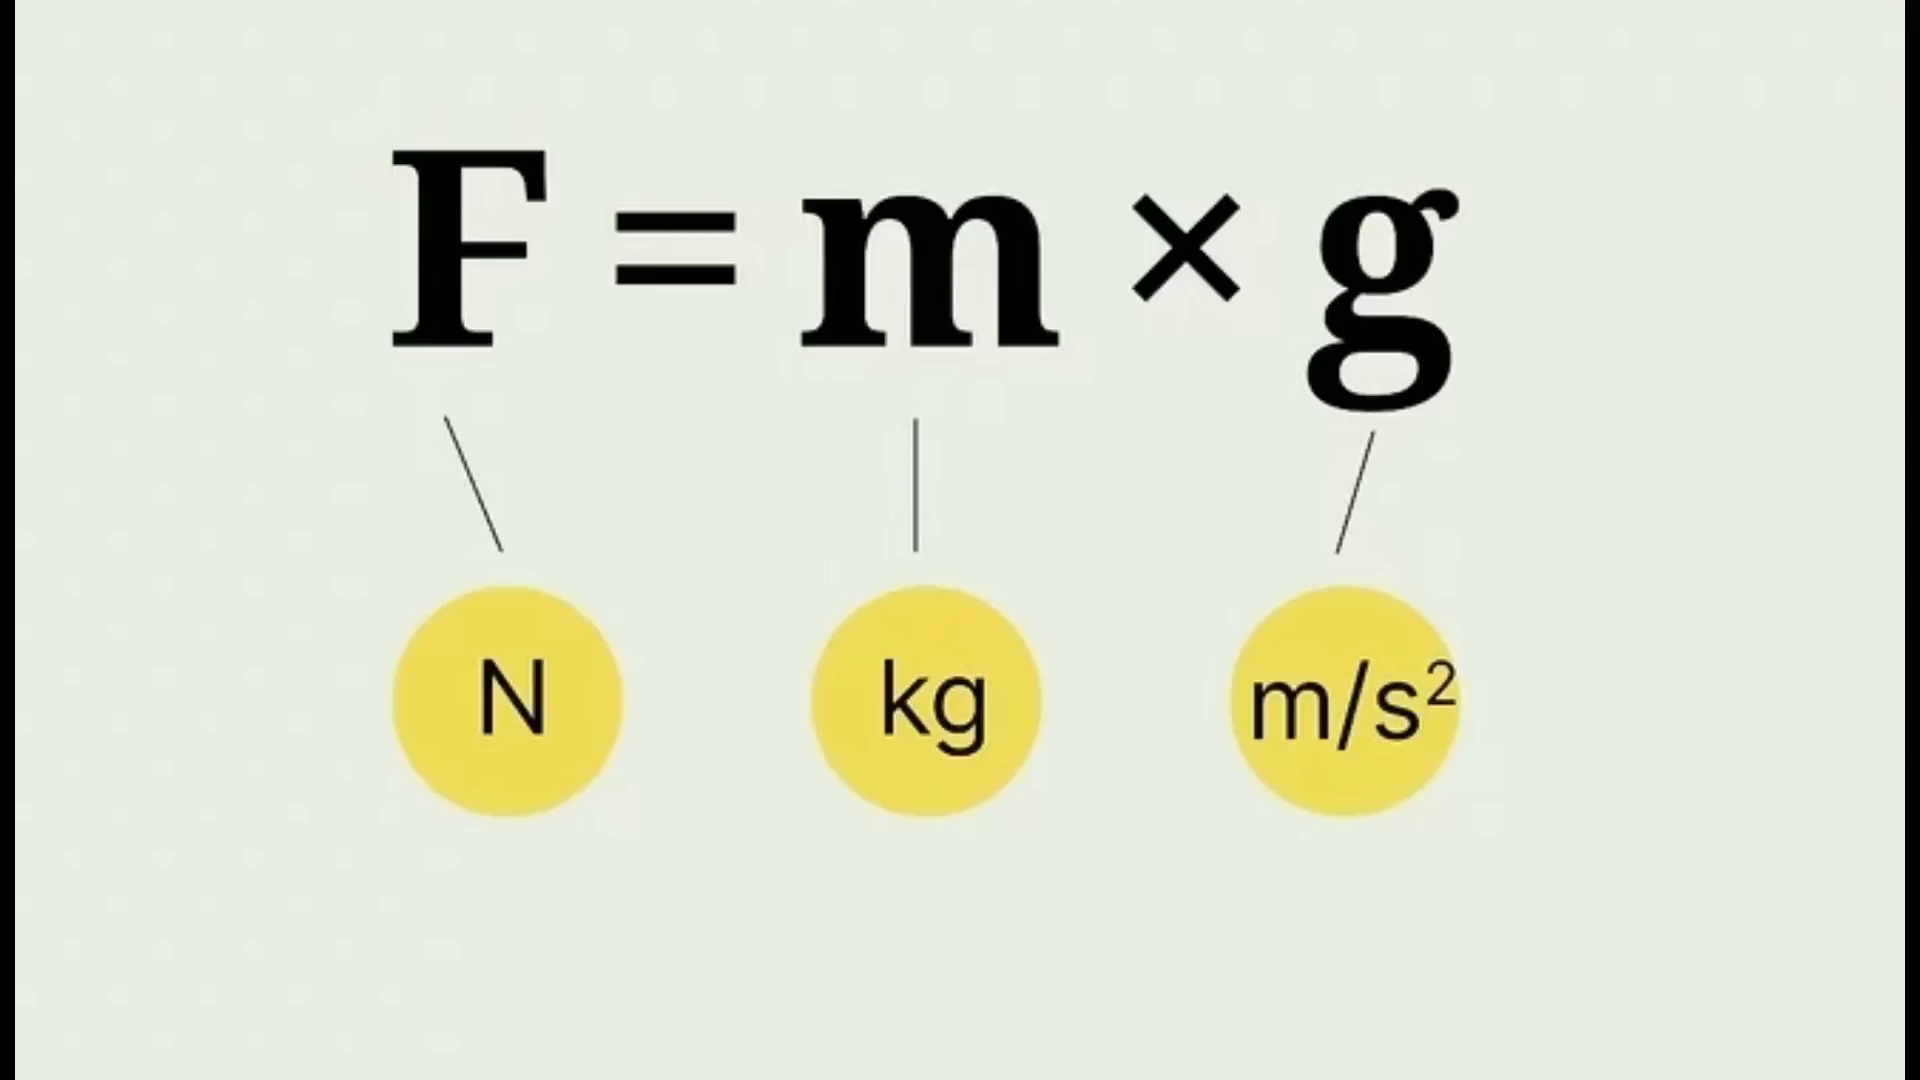 F = m × g
N kg m/s²